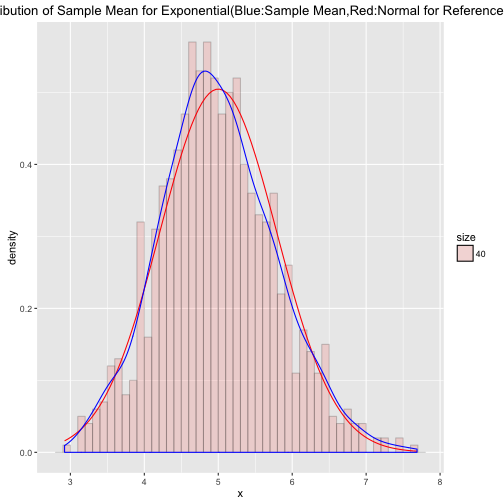 ibution of Sample Mean for Exponential(Blue:Sample Mean,Red:Normal for Reference
density
0.4
0.2
0.0
3 4 5 6 7 8
x
size
40